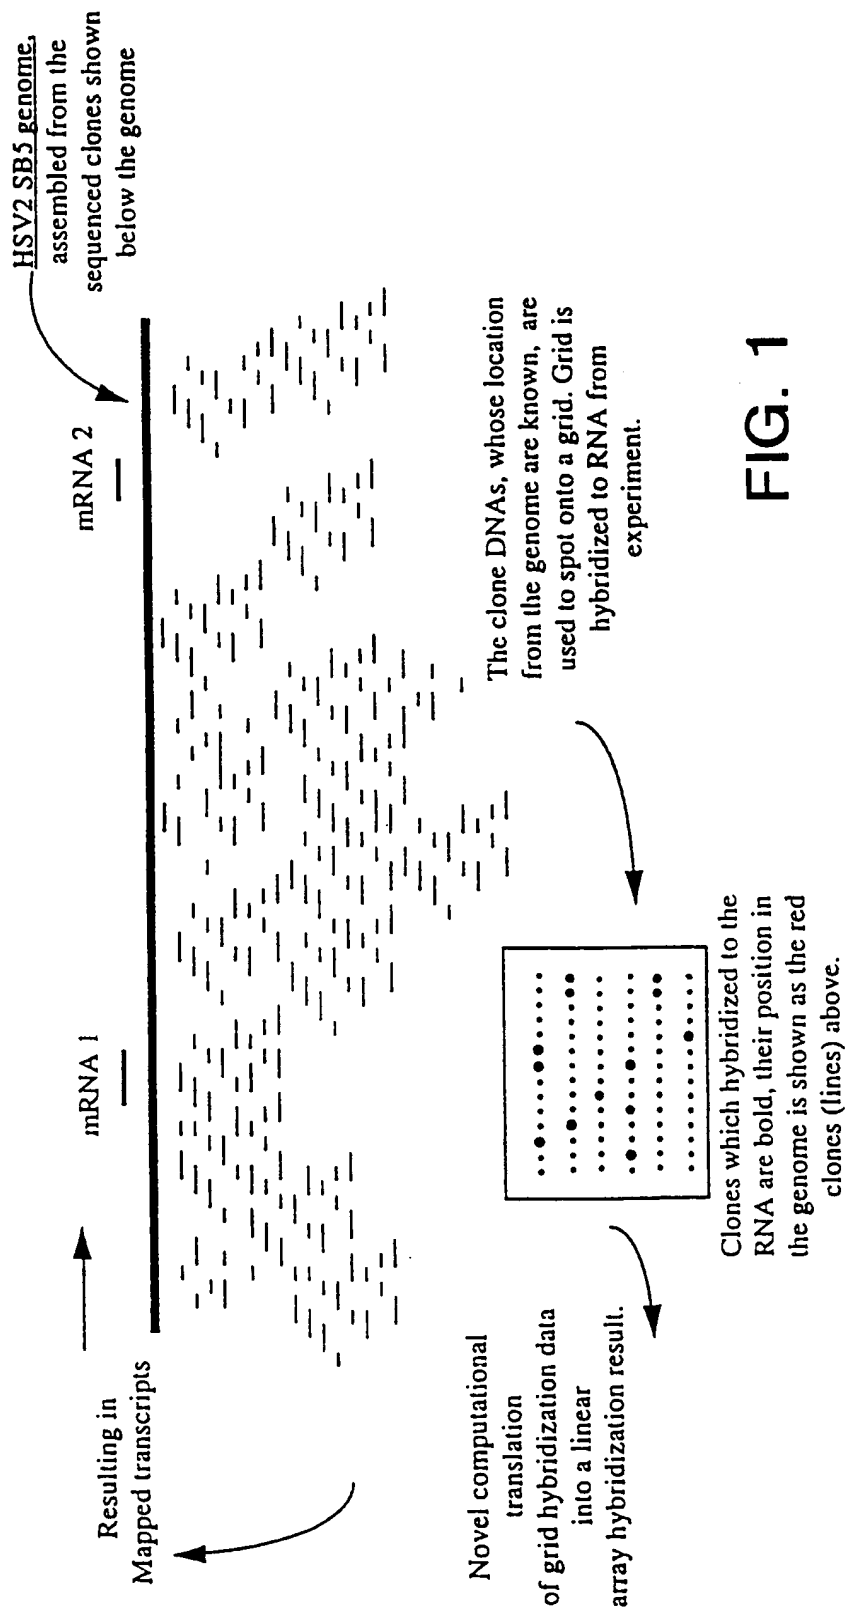 HSV2 SB5 genome,
assembled from the
sequenced clones shown
below the genome
mRNA 1
mRNA 2
Resulting in
Mapped transcripts
The clone DNAs, whose location
from the genome are known, are
used to spot onto a grid. Grid is
hybridized to RNA from
experiment.
Clones which hybridized to the
RNA are bold, their position in
the genome is shown as the red
clones (lines) above.
Novel computational
translation
of grid hybridization data
into a linear
array hybridization result.
FIG. 1